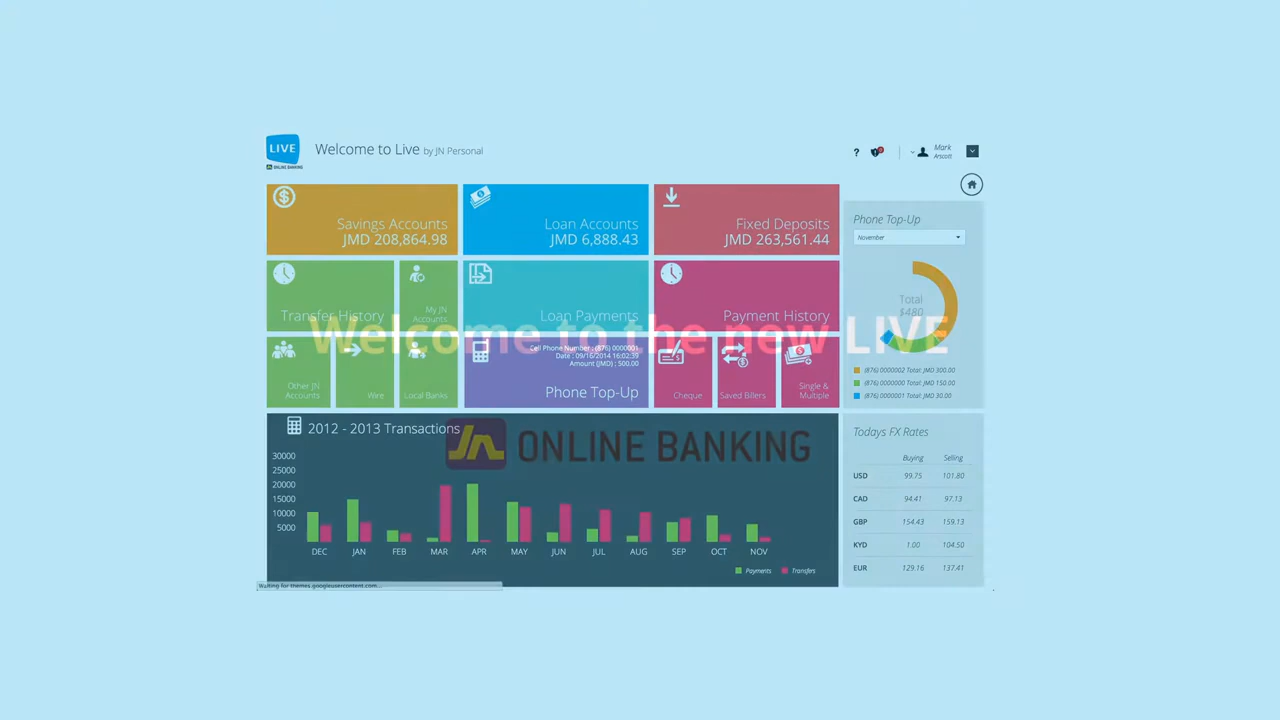 LIVE
ONLINE BANKING
Welcome to Live by JN Personal
?
Mark
Arscott
Savings Accounts
JMD 208,864.98
Loan Accounts
JMD 6,888.43
Fixed Deposits
JMD 263,561.44
Phone Top-Up
November
Total
$480
(876) 0000002 Total: JMD 300.00
(876) 0000000 Total: JMD 150.00
(876) 0000001 Total: JMD 30.00
Transfer History
My JN
Accounts
Loan Payments
Payment History
Welcome to the new LIVE
Other JN
Accounts
Wire
Local Banks
Cell Phone Number : (876) 0000001
Date : 09/16/2014 16:02:39
Amount (JMD) : 500.00
Phone Top-Up
Cheque
Saved Billers
Single &
Multiple
2012 - 2013 Transactions
JN ONLINE BANKING
30000
25000
20000
15000
10000
5000
DEC JAN FEB MAR APR MAY JUN JUL AUG SEP OCT NOV
Payments Transfers
Todays FX Rates
Buying Selling
USD 99.75 101.80
CAD 94.41 97.13
GBP 154.43 159.13
KYD 1.00 104.50
EUR 129.16 137.41
Waiting for themes.googleusercontent.com...